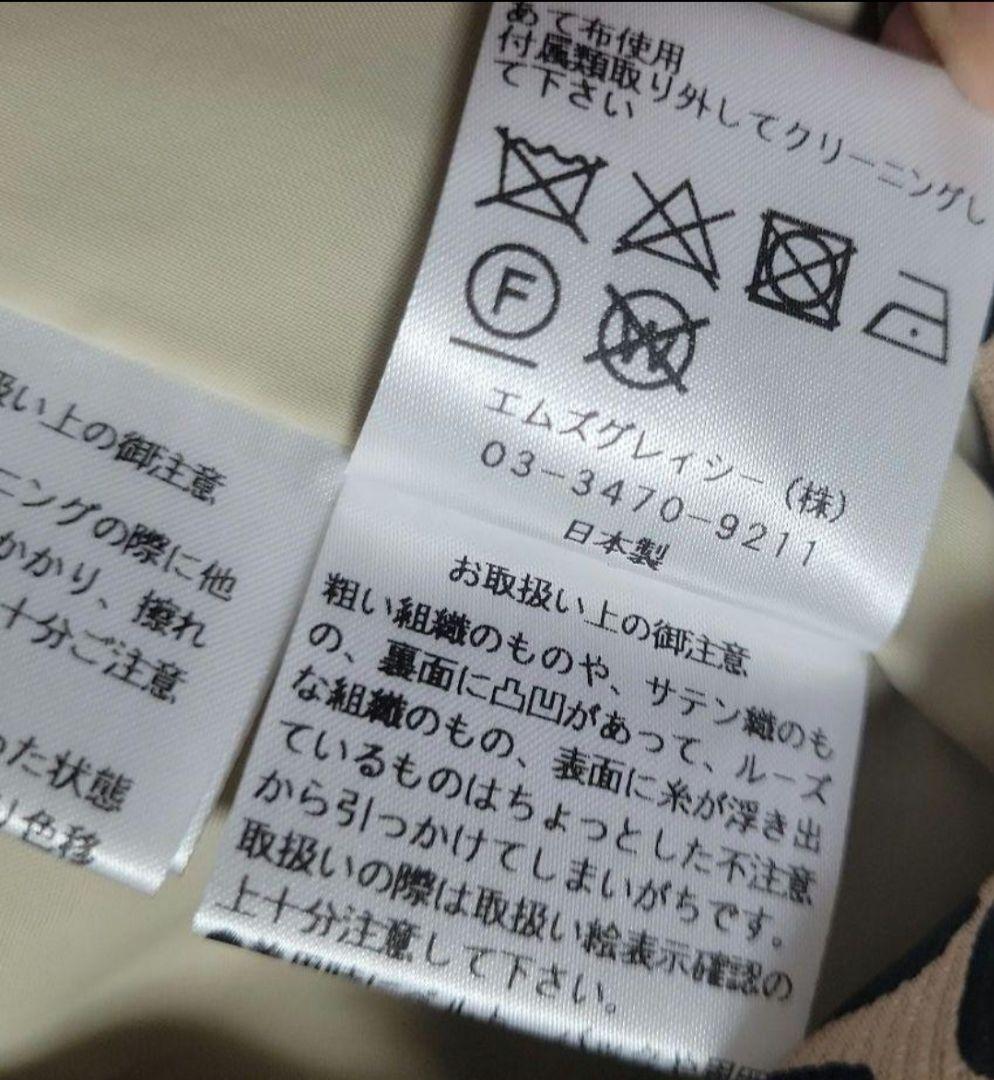 あて布使用
付属類取り外してクリーニングし
て下さい
F
W
エムズグレィシー（株）
03-3470-9211
日本製
お取扱い上の御注意
粗い組織のものや、サテン織のも
の、裏面に凸凹があって、ルーズ
な組織のもの、表面に糸が浮き出
ているものはちょっとした不注意
から引っかけてしまいがちです。
取扱いの際は取扱い絵表示確認の
上十分注意して下さい。
扱い上の御注意
ニングの際に他
かかり、擦れ
十分ご注意
った状態
り色移